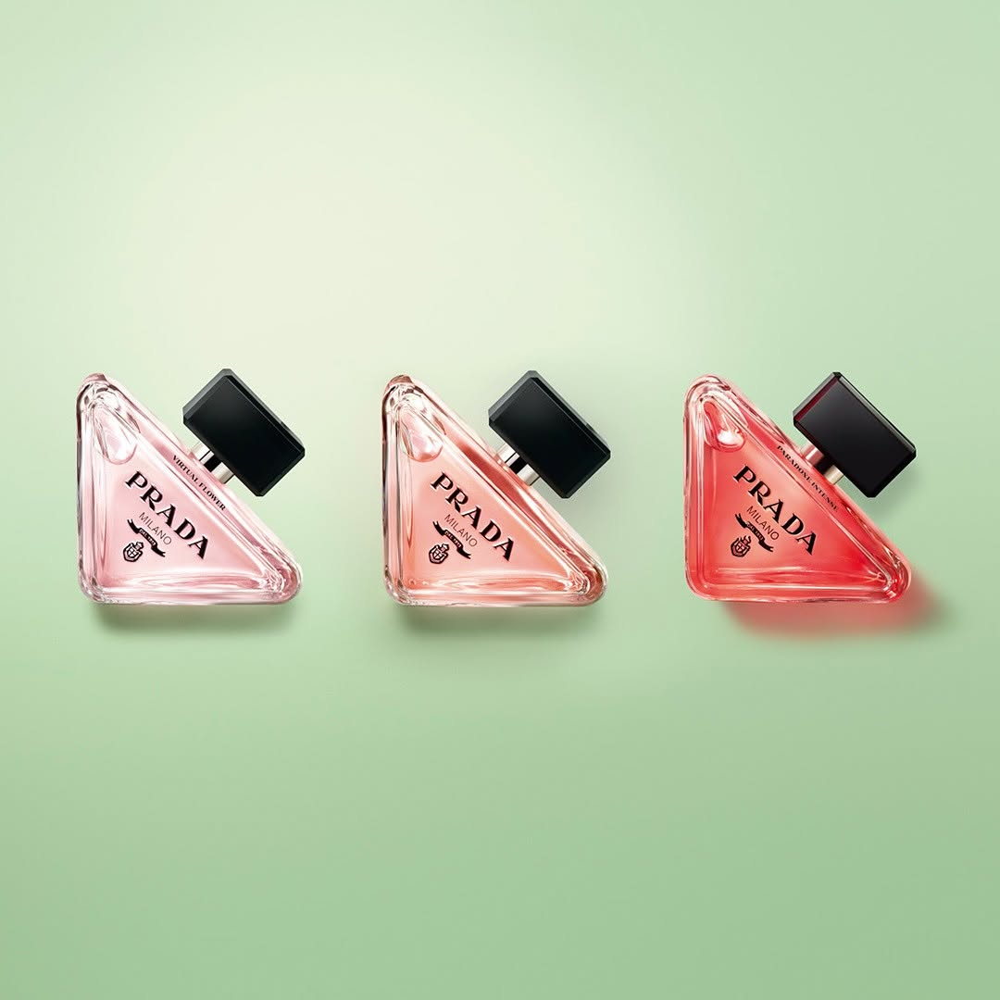 VIRTUAL FLOWER
PRADA
MILANO
PRADA
MILANO
PARADOXE INTENSE
PRADA
MILANO